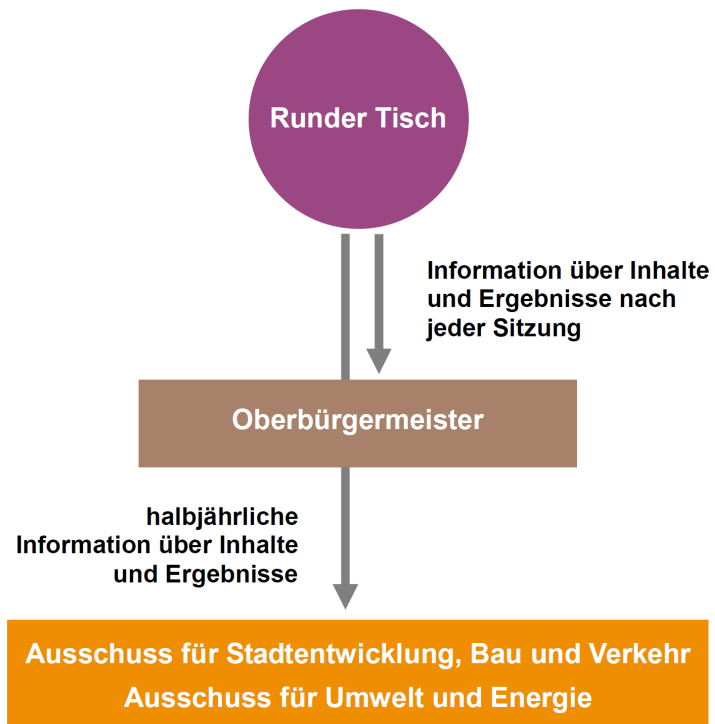 Runder Tisch
Information über Inhalte
und Ergebnisse nach
jeder Sitzung
Oberbürgermeister
halbjährliche
Information über Inhalte
und Ergebnisse
Ausschuss für Stadtentwicklung, Bau und Verkehr
Ausschuss für Umwelt und Energie